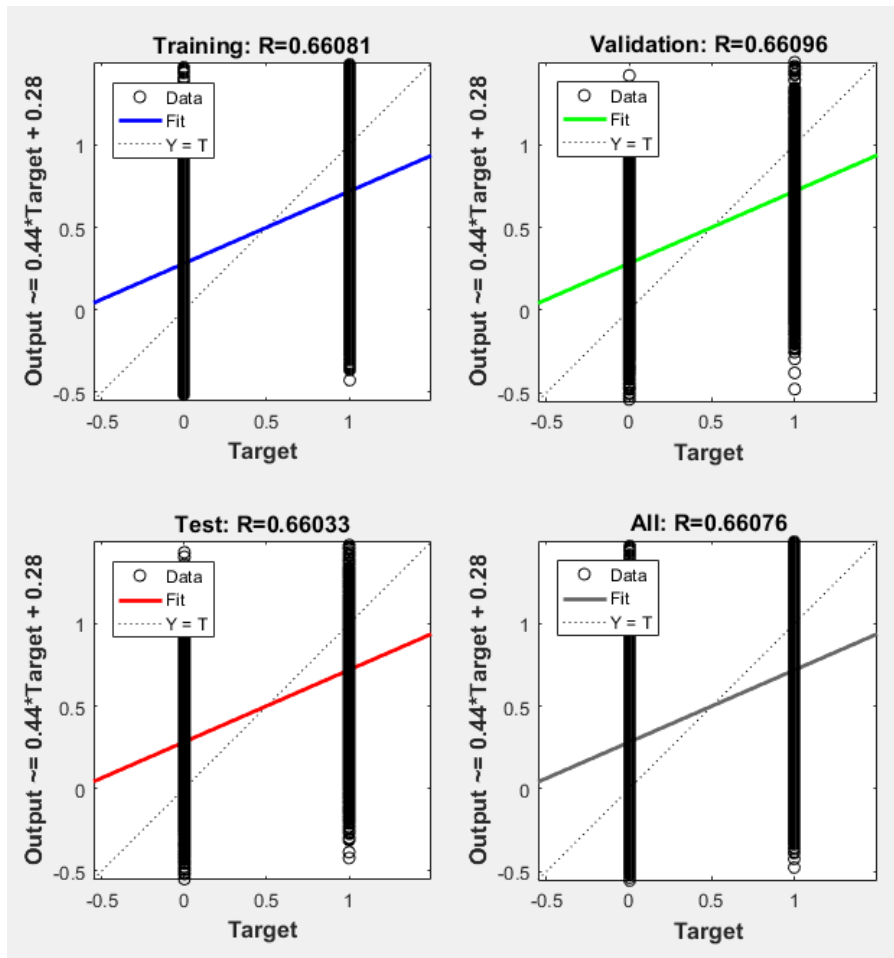 Training: R=0.66081
Output ~= 0.44*Target + 0.28
Data
Fit
Y = T
1
0.5
0
-0.5
-0.5
0
0.5
1
Target
Validation: R=0.66096
Output ~= 0.44*Target + 0.28
Data
Fit
Y = T
1
0.5
0
-0.5
-0.5
0
0.5
1
Target
Test: R=0.66033
Output ~= 0.44*Target + 0.28
Data
Fit
Y = T
1
0.5
0
-0.5
-0.5
0
0.5
1
Target
All: R=0.66076
Output ~= 0.44*Target + 0.28
Data
Fit
Y = T
1
0.5
0
-0.5
-0.5
0
0.5
1
Target